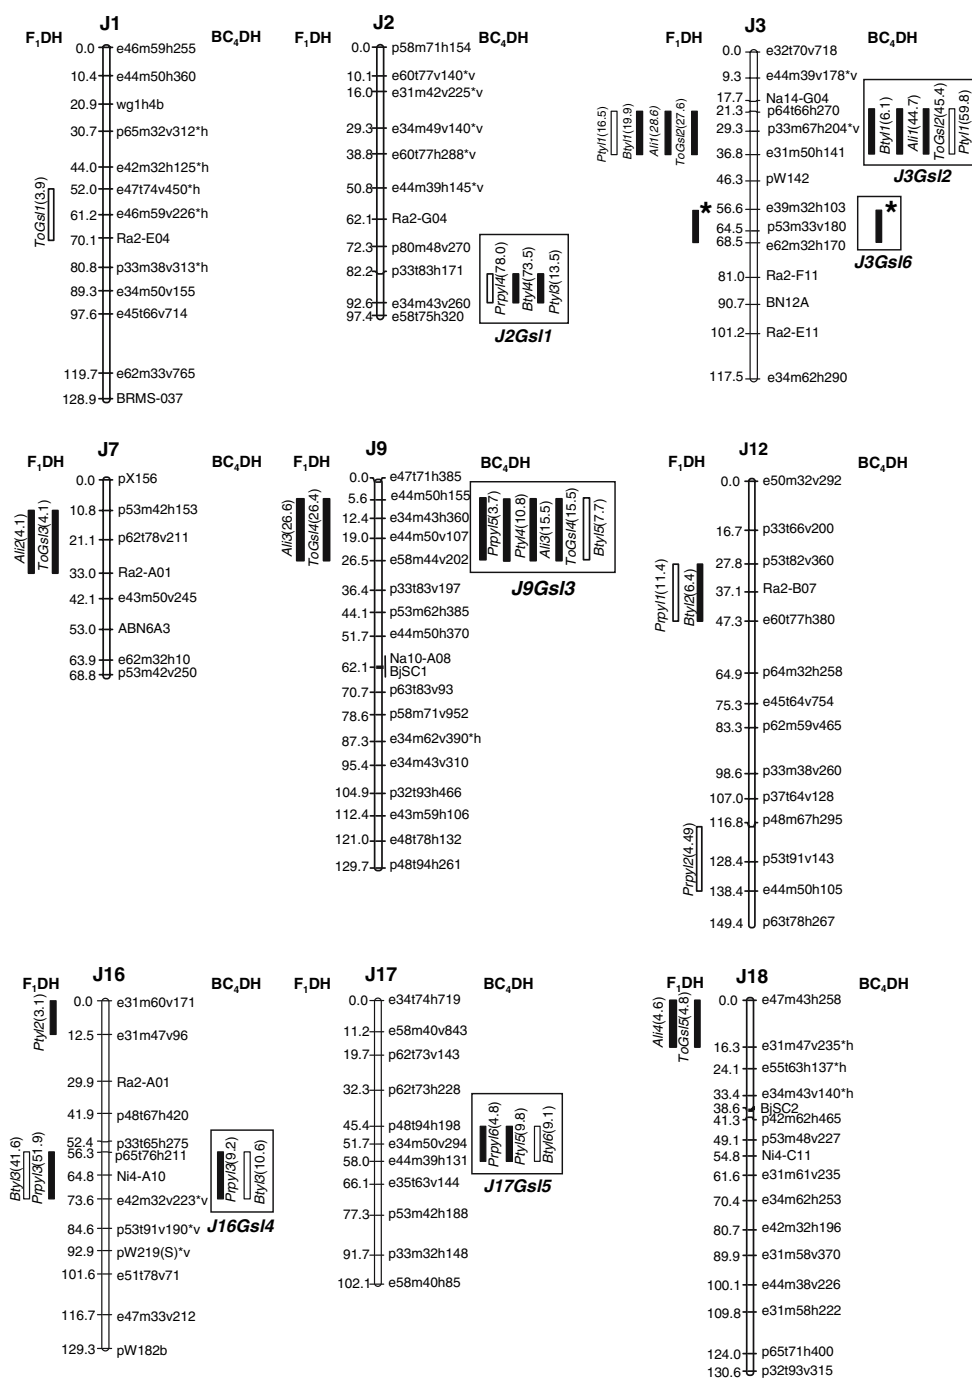 J1
F1DH BC4DH
0.0 e46m59h255
10.4 e44m50h360
20.9 wg1h4b
30.7 p65m32v312*h
44.0 e42m32h125*h
52.0 e47t74v450*h
61.2 e46m59v226*h
70.1 Ra2-E04
80.8 p33m38v313*h
89.3 e34m50v155
97.6 e45t66v714
119.7 e62m33v765
128.9 BRMS-037
ToGsl1(3.9)
J2
F1DH BC4DH
0.0 p58m71h154
10.1 e60t77v140*v
16.0 e31m42v225*v
29.3 e34m49v140*v
38.8 e60t77h288*v
50.8 e44m39h145*v
62.1 Ra2-G04
72.3 p80m48v270
82.2 p33t83h171
92.6 e34m43v260
97.4 e58t75h320
Prpyl4(78.0)
Btyl4(73.5)
Ptyl3(13.5)
J2Gsl1
J3
F1DH BC4DH
0.0 e32t70v718
9.3 e44m39v178*v
17.7 Na14-G04
21.3 p64t66h270
29.3 p33m67h204*v
36.8 e31m50h141
46.3 pW142
56.6 e39m32h103
64.5 p53m33v180
68.5 e62m32h170
81.0 Ra2-F11
90.7 BN12A
101.2 Ra2-E11
117.5 e34m62h290
Ptyl1(16.5)
Btyl1(19.9)
Ali1(28.6)
ToGsl2(27.6)
*
Btyl1(6.1)
Ali1(44.7)
ToGsl2(45.4)
Ptyl1(59.8)
J3Gsl2
*
J3Gsl6
J7
F1DH BC4DH
0.0 pX156
10.8 p53m42h153
21.1 p62t78v211
33.0 Ra2-A01
42.1 e43m50v245
53.0 ABN6A3
63.9 e62m32h10
68.8 p53m42v250
Ali2(4.1)
ToGsl3(4.1)
J9
F1DH BC4DH
0.0 e47t71h385
5.6 e44m50h155
12.4 e34m43h360
19.0 e44m50v107
26.5 p58m44v202
36.4 p33t83v197
44.1 p53m62h385
51.7 e44m50h370
Na10-A08
62.1 BjSC1
70.7 p63t83v93
78.6 p58m71v952
87.3 e34m62v390*h
95.4 e34m43v310
104.9 p32t93h466
112.4 e43m59h106
121.0 e48t78h132
129.7 p48t94h261
Ali3(26.6)
ToGsl4(26.4)
Prpyl5(3.7)
Ptyl4(10.8)
Ali3(15.5)
ToGsl4(15.5)
Btyl5(7.7)
J9Gsl3
J12
F1DH BC4DH
0.0 e50m32v292
16.7 p33t66v200
27.8 p53t82v360
37.1 Ra2-B07
47.3 e60t77h380
64.9 p64m32h258
75.3 e45t64v754
83.3 p62m59v465
98.6 p33m38v260
107.0 p37t64v128
116.8 p48m67h295
128.4 p53t91v143
138.4 e44m50h105
149.4 p63t78h267
Prpyl1(11.4)
Btyl2(6.4)
Prpyl2(4.49)
J16
F1DH BC4DH
0.0 e31m60v171
12.5 e31m47v96
29.9 Ra2-A01
41.9 p48t67h420
52.4 p33t65h275
56.3 p65t76h211
64.8 Ni4-A10
73.6 e42m32v223*v
84.6 p53t91v190*v
92.9 pW219(S)*v
101.6 e51t78v71
116.7 e47m33v212
129.3 pW182b
Ptyl2(3.1)
Btyl3(41.6)
Prpyl3(51.9)
Prpyl3(9.2)
Btyl3(10.6)
J16Gsl4
J17
F1DH BC4DH
0.0 e34t74h719
11.2 e58m40v843
19.7 p62t73v143
32.3 p62t73h228
45.4 p48t94h198
51.7 e34m50v294
58.0 e44m39h131
66.1 e35t63v144
77.3 p53m42h188
91.7 p33m32h148
102.1 e58m40h85
Prpyl6(4.8)
Ptyl5(9.8)
Btyl6(9.1)
J17Gsl5
J18
F1DH BC4DH
0.0 e47m43h258
16.3 e31m47v235*h
24.1 e55t63h137*h
33.4 e34m43v140*h
38.6 BjSC2
41.3 p42m62h465
49.1 p53m48v227
54.8 Ni4-C11
61.6 e31m61v235
70.4 e34m62h253
80.7 e42m32h196
89.9 e31m58v370
100.1 e44m38v226
109.8 e31m58h222
124.0 p65t71h400
130.6 p32t93v315
Ali4(4.6)
ToGsl5(4.8)